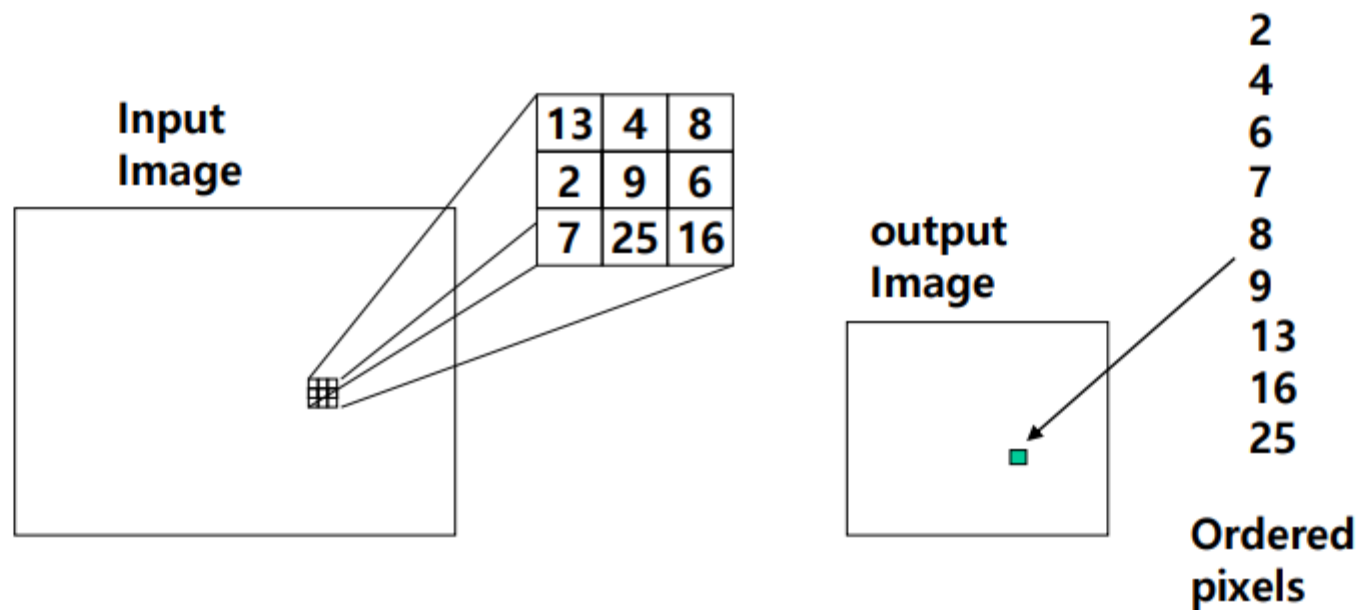 Input
Image
13 4 8
2 9 6
7 25 16
output
Image
2
4
6
7
8
9
13
16
25
Ordered
pixels